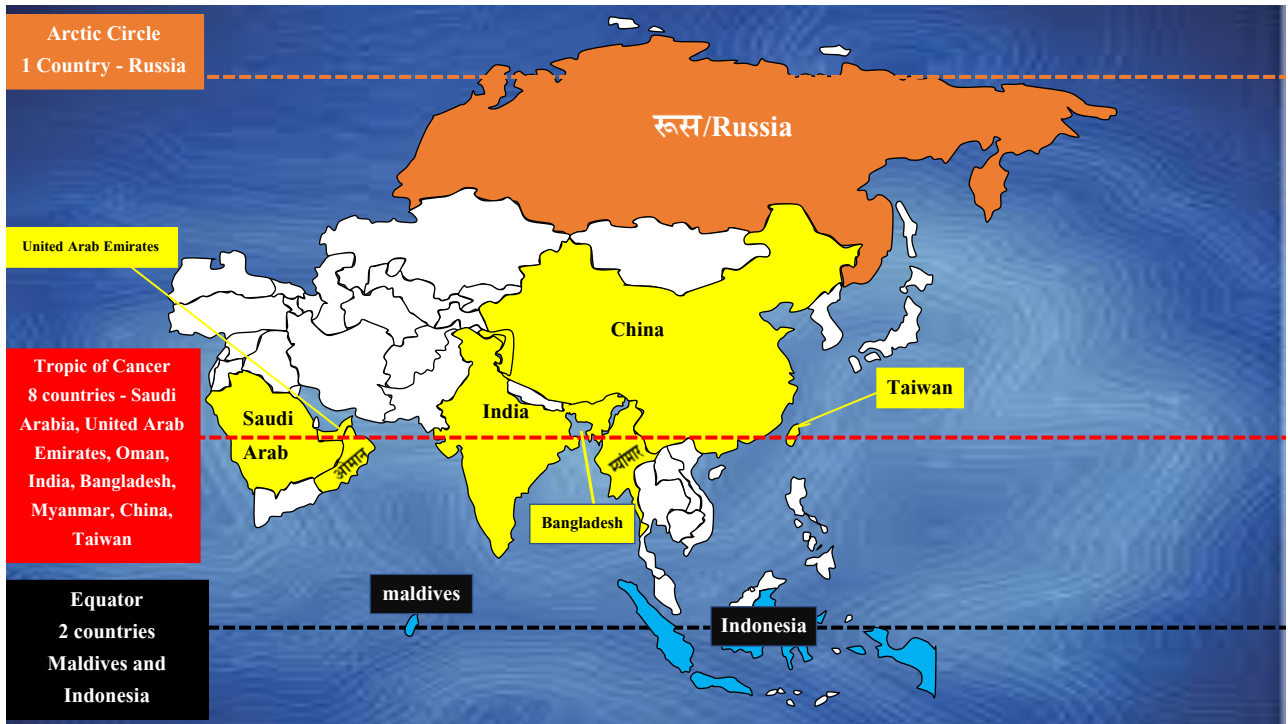 Arctic Circle
1 Country - Russia
रूस/Russia
United Arab Emirates
China
Tropic of Cancer
8 countries - Saudi
Arabia, United Arab
Emirates, Oman,
India, Bangladesh,
Myanmar, China,
Taiwan
Taiwan
Saudi
Arab
India
ओमान
म्यांमार
Bangladesh
Equator
2 countries
Maldives and
Indonesia
maldives
Indonesia